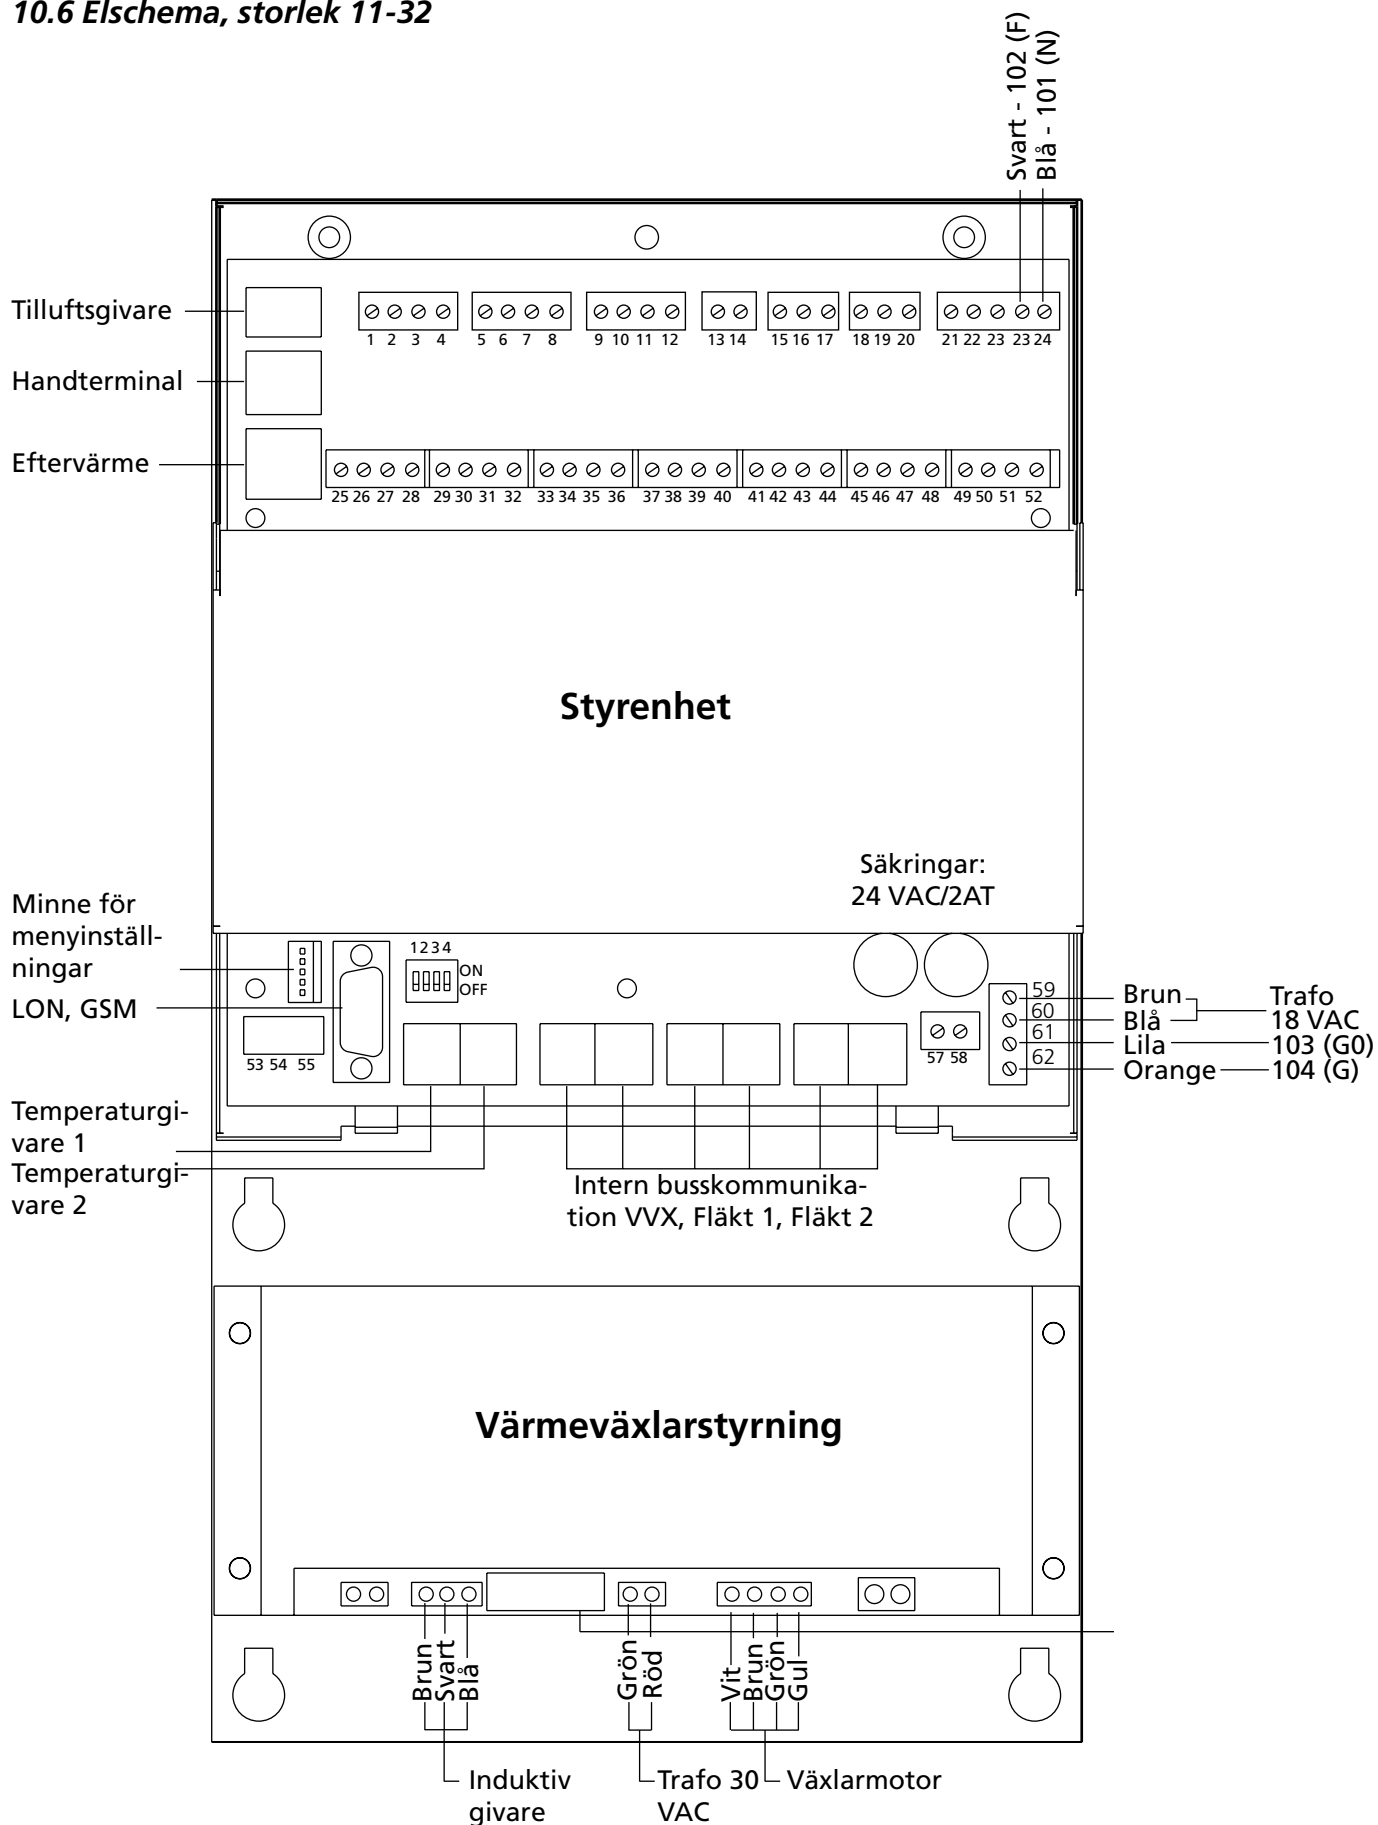 10.6 Elschema, storlek 11-32
Svart - 102 (F)
Blå - 101 (N)
Tilluftsgivare
1 2 3 4 5 6 7 8 9 10 11 12 13 14 15 16 17 18 19 20 21 22 23 23 24
Handterminal
Eftervärme
25 26 27 28 29 30 31 32 33 34 35 36 37 38 39 40 41 42 43 44 45 46 47 48 49 50 51 52
Styrenhet
Säkringar:
24 VAC/2AT
Minne för
menyinställ-
ningar
LON, GSM
1 2 3 4
ON
OFF
53 54 55
57 58
59
60
61
62
Brun
Blå
Lila
Orange
Trafo
18 VAC
103 (G0)
104 (G)
Temperaturgi-
vare 1
Temperaturgi-
vare 2
Intern busskommunika-
tion VVX, Fläkt 1, Fläkt 2
Värmeväxlarstyrning
Brun
Svart
Blå
Grön
Röd
Vit
Brun
Grön
Gul
Induktiv
givare
Trafo 30
VAC
Växlarmotor